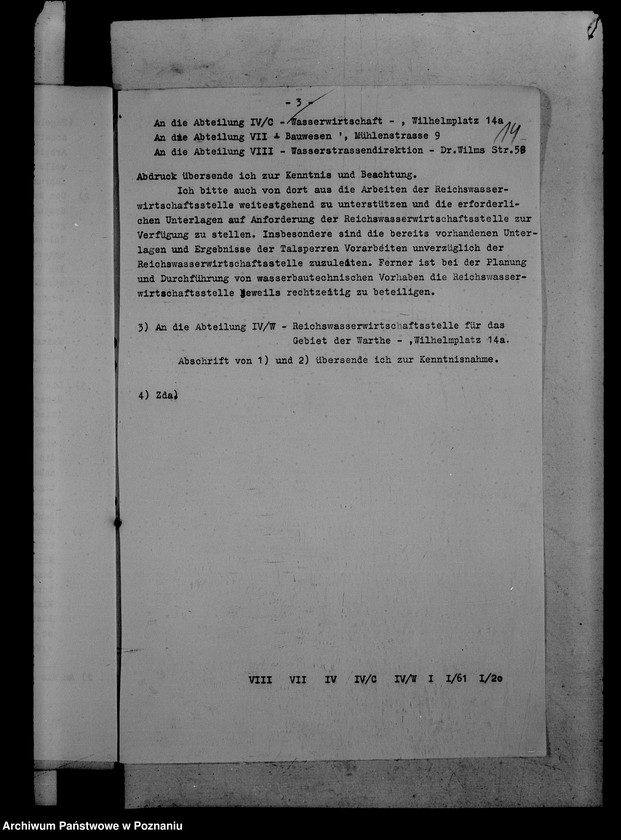 - 3 -
14
An die Abteilung IV/C - Wasserwirtschaft - , Wilhelmplatz 14a
An die Abteilung VII - Bauwesen ', Mühlenstrasse 9
An die Abteilung VIII - Wasserstrassendirektion - Dr.Wilms Str.58
Abdruck übersende ich zur Kenntnis und Beachtung.
Ich bitte auch von dort aus die Arbeiten der Reichswasser-
wirtschaftsstelle weitestgehend zu unterstützen und die erforderli-
chen Unterlagen auf Anforderung der Reichswasserwirtschaftsstelle zur
Verfügung zu stellen. Insbesondere sind die bereits vorhandenen Unter-
lagen und Ergebnisse der Talsperren Vorarbeiten unverzüglich der
Reichswasserwirtschaftsstelle zuzuleiten. Ferner ist bei der Planung
und Durchführung von wasserbautechnischen Vorhaben die Reichswasser-
wirtschaftsstelle jeweils rechtzeitig zu beteiligen.
3) An die Abteilung IV/W - Reichswasserwirtschaftsstelle für das
Gebiet der Warthe - ,Wilhelmplatz 14a.
Abschrift von 1) und 2) übersende ich zur Kenntnisnahme.
4) Zda)
VIII VII IV IV/C IV/W I I/61 I/20
Archiwum Państwowe w Poznaniu